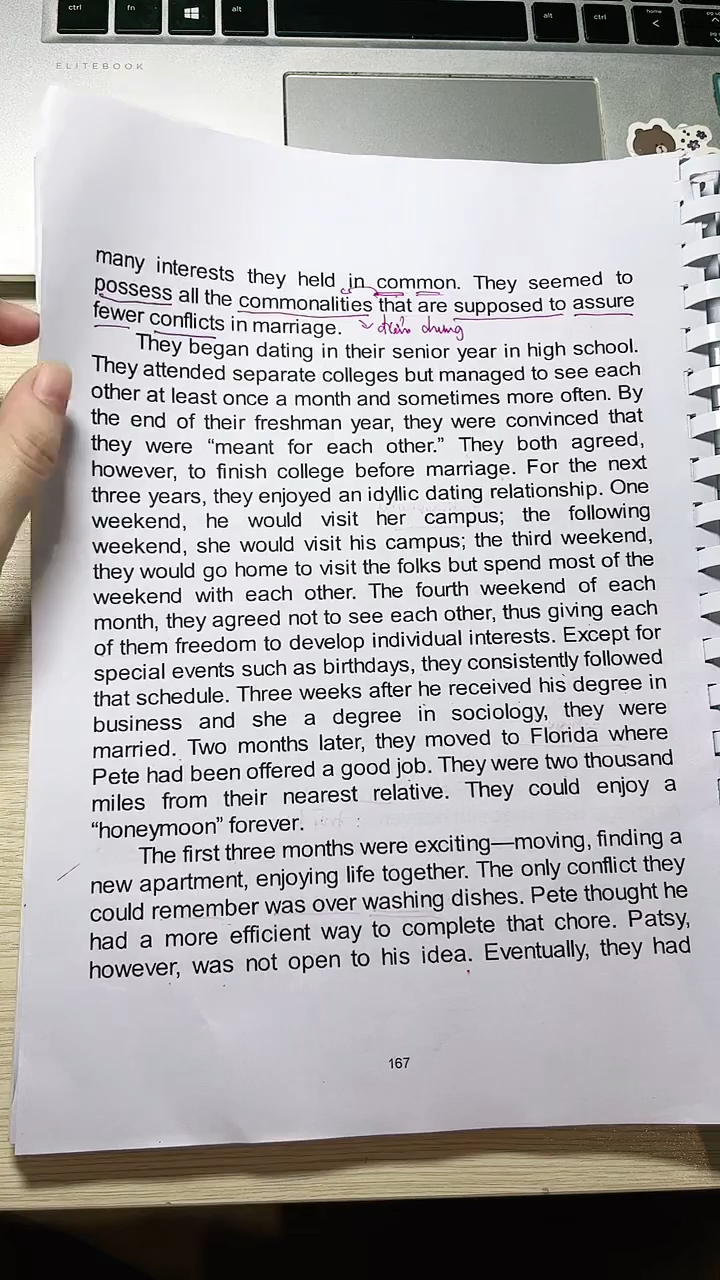 ctrl fn alt alt ctrl home
ELITEBOOK
many interests they held in common. They seemed to
possess all the commonalities that are supposed to assure
fewer conflicts in marriage. điểm chung
They began dating in their senior year in high school.
They attended separate colleges but managed to see each
other at least once a month and sometimes more often. By
the end of their freshman year, they were convinced that
they were “meant for each other.” They both agreed,
however, to finish college before marriage. For the next
three years, they enjoyed an idyllic dating relationship. One
weekend, he would visit her campus; the following
weekend, she would visit his campus; the third weekend,
they would go home to visit the folks but spend most of the
weekend with each other. The fourth weekend of each
month, they agreed not to see each other, thus giving each
of them freedom to develop individual interests. Except for
special events such as birthdays, they consistently followed
that schedule. Three weeks after he received his degree in
business and she a degree in sociology, they were
married. Two months later, they moved to Florida where
Pete had been offered a good job. They were two thousand
miles from their nearest relative. They could enjoy a
“honeymoon” forever.
The first three months were exciting—moving, finding a
new apartment, enjoying life together. The only conflict they
could remember was over washing dishes. Pete thought he
had a more efficient way to complete that chore. Patsy,
however, was not open to his idea. Eventually, they had
167